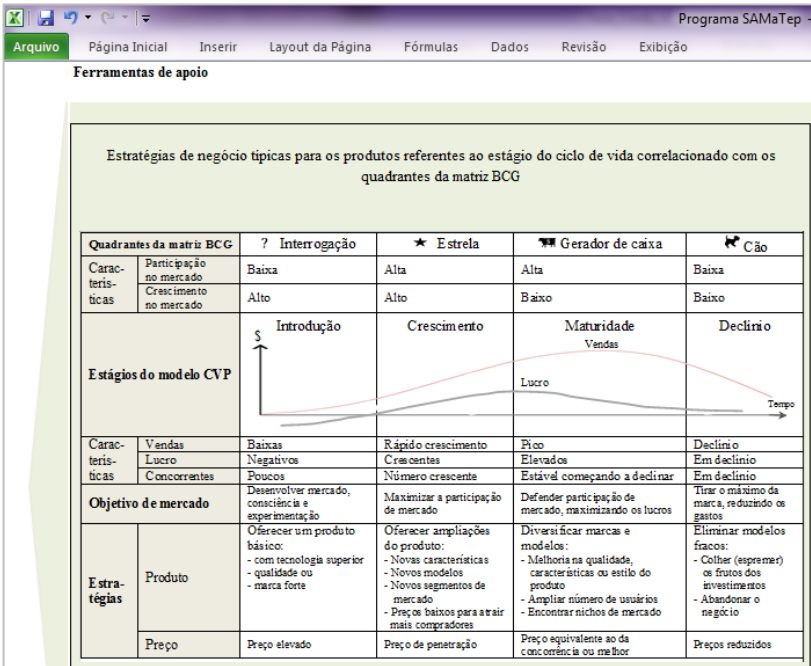 Programa SAMaTep -
Arquivo Página Inicial Inserir Layout da Página Fórmulas Dados Revisão Exibição
Ferramentas de apoio
Estratégias de negócio típicas para os produtos referentes ao estágio do ciclo de vida correlacionado com os
quadrantes da matriz BCG
Quadrantes da matriz BCG ? Interrogação ★ Estrela Gerador de caixa Cão
Carac-
terís-
ticas
Participação
no mercado
Baixa Alta Alta Baixa
Crescimento
no mercado
Alto Alto Baixo Baixo
Estágios do modelo CVP
Introdução Crescimento Maturidade Declínio
$
Vendas
Lucro
Tempo
Carac-
terís-
ticas
Vendas Baixas Rápido crescimento Pico Declínio
Lucro Negativos Crescentes Elevados Em declínio
Concorrentes Poucos Número crescente Estável começando a declinar Em declínio
Objetivo de mercado
Desenvolver mercado,
consciência e
experimentação
Maximizar a participação
de mercado
Defender participação de
mercado, maximizando os lucros
Tirar o máximo da
marca, reduzindo os
gastos
Estra-
tégias
Produto
Oferecer um produto
básico:
- com tecnologia superior
- qualidade ou
- marca forte
Oferecer ampliações
do produto:
- Novas características
- Novos modelos
- Novos segmentos de
mercado
- Preços baixos para atrair
mais compradores
Diversificar marcas e
modelos:
- Melhoria na qualidade,
características ou estilo do
produto
- Ampliar número de usuários
- Encontrar nichos de mercado
Eliminar modelos
fracos:
- Colher (espremer)
os frutos dos
investimentos
- Abandonar o
negócio
Preço
Preço elevado
Preço de penetração
Preço equivalente ao da
concorrência ou melhor
Preços reduzidos